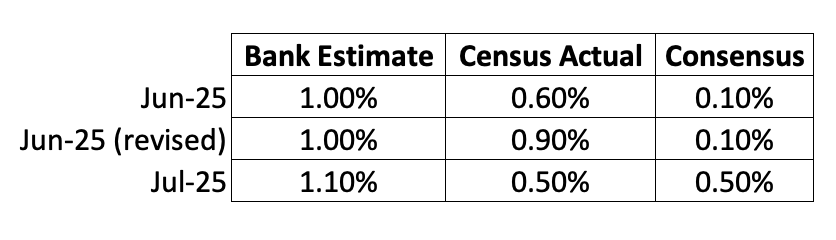 Bank Estimate Census Actual Consensus
Jun-25 1.00% 0.60% 0.10%
Jun-25 (revised) 1.00% 0.90% 0.10%
Jul-25 1.10% 0.50% 0.50%